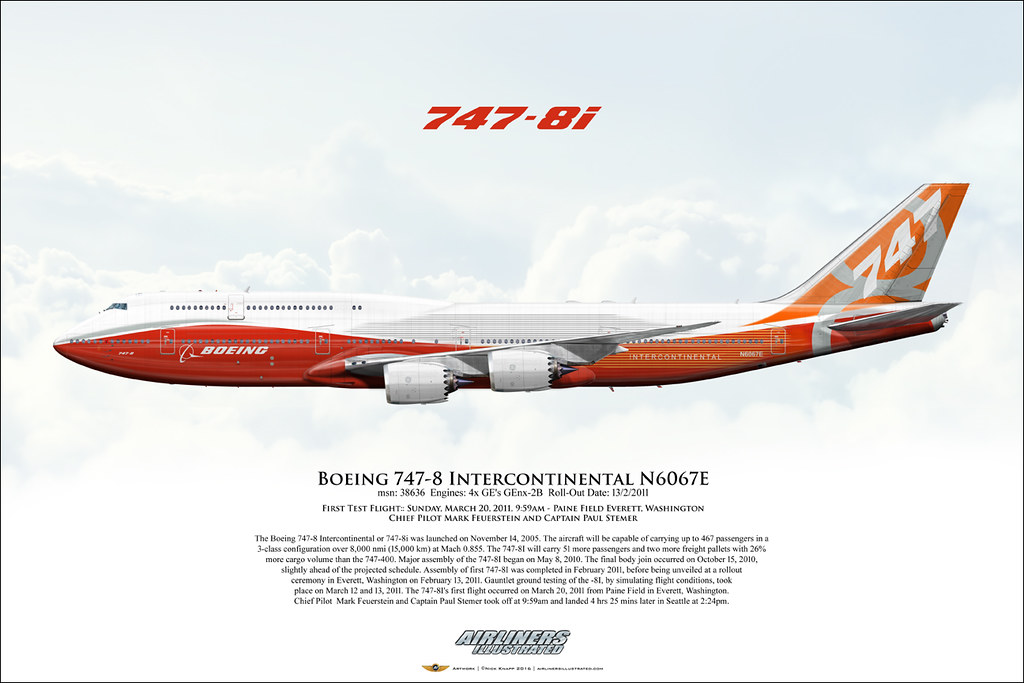 747-8i
747
747-8
BOEING
INTERCONTINENTAL
N6067E
BOEING 747-8 INTERCONTINENTAL N6067E
msn: 38636 Engines: 4x GE's GEnx-2B Roll-Out Date: 13/2/2011
FIRST TEST FLIGHT:: SUNDAY, MARCH 20, 2011, 9:59AM - PAINE FIELD EVERETT, WASHINGTON
CHIEF PILOT MARK FEUERSTEIN AND CAPTAIN PAUL STEMER
The Boeing 747-8 Intercontinental or 747-8i was launched on November 14, 2005. The aircraft will be capable of carrying up to 467 passengers in a
3-class configuration over 8,000 nmi (15,000 km) at Mach 0.855. The 747-8I will carry 51 more passengers and two more freight pallets with 26%
more cargo volume than the 747-400. Major assembly of the 747-8I began on May 8, 2010. The final body join occurred on October 15, 2010,
slightly ahead of the projected schedule. Assembly of first 747-8I was completed in February 2011, before being unveiled at a rollout
ceremony in Everett, Washington on February 13, 2011. Gauntlet ground testing of the -8I, by simulating flight conditions, took
place on March 12 and 13, 2011. The 747-8I's first flight occurred on March 20, 2011 from Paine Field in Everett, Washington.
Chief Pilot Mark Feuerstein and Captain Paul Stemer took off at 9:59am and landed 4 hrs 25 mins later in Seattle at 2:24pm.
AIRLINERS
ILLUSTRATED
ARTWORK | ©NICK KNAPP 2016 | AIRLINERSILLUSTRATED.COM